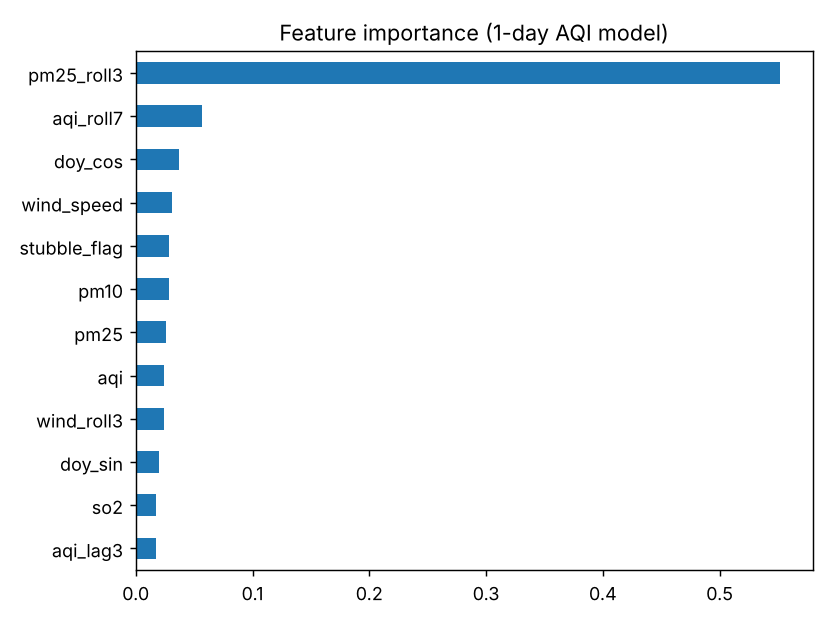 Feature importance (1-day AQI model)
pm25_roll3
aqi_roll7
doy_cos
wind_speed
stubble_flag
pm10
pm25
aqi
wind_roll3
doy_sin
so2
aqi_lag3
0.0 0.1 0.2 0.3 0.4 0.5